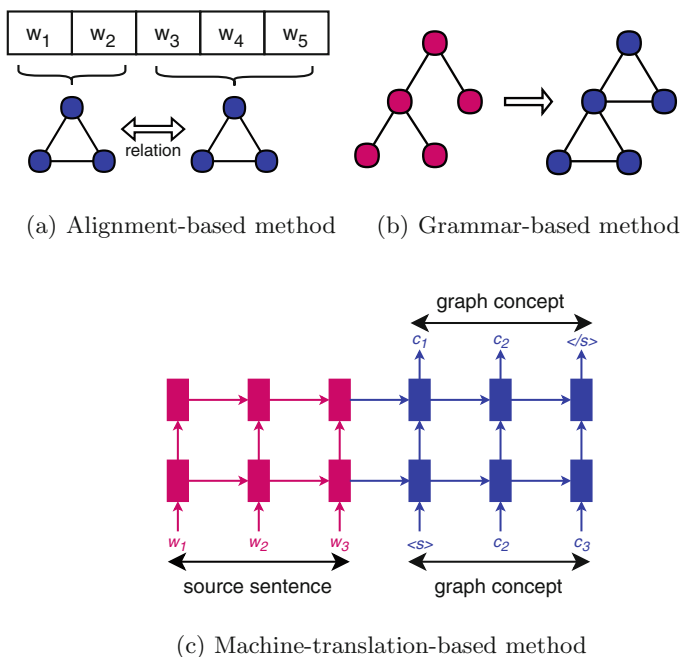 w1 w2 w3 w4 w5
relation
(a) Alignment-based method
(b) Grammar-based method
graph concept
c1 c2 </s>
w1 w2 w3 <s> c2 c3
source sentence
graph concept
(c) Machine-translation-based method